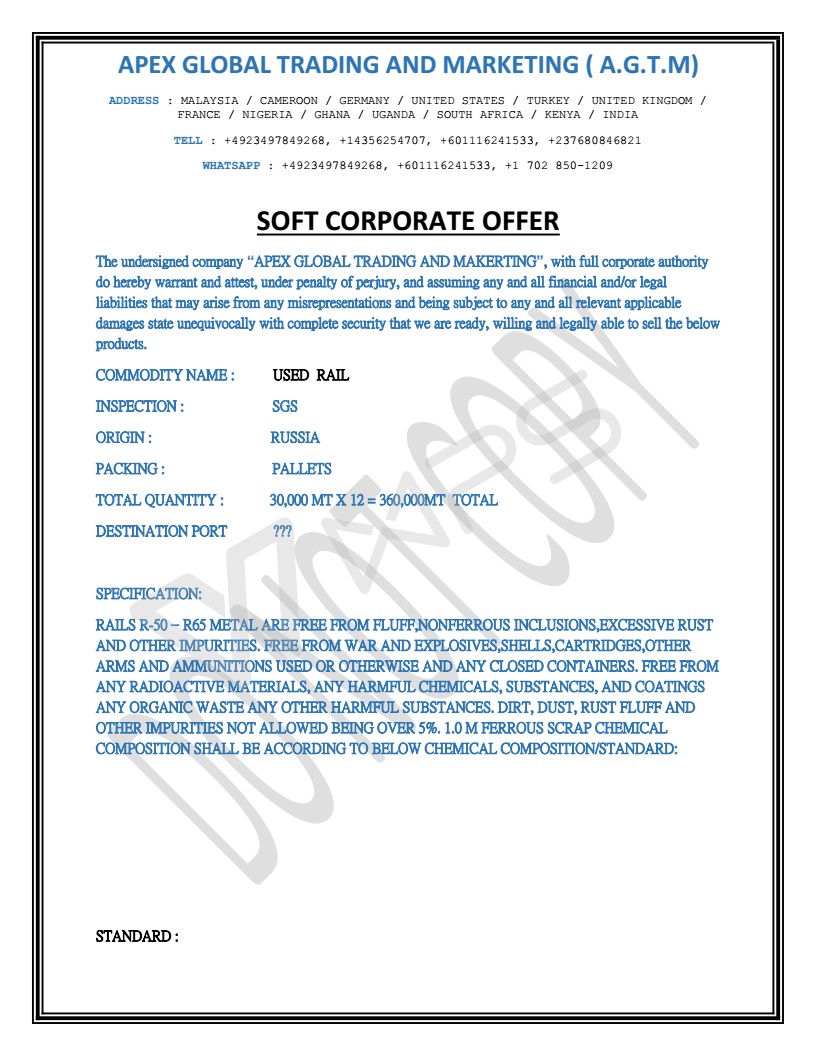 APEX GLOBAL TRADING AND MARKETING ( A.G.T.M)
ADDRESS : MALAYSIA / CAMEROON / GERMANY / UNITED STATES / TURKEY / UNITED KINGDOM /
FRANCE / NIGERIA / GHANA / UGANDA / SOUTH AFRICA / KENYA / INDIA
TELL : +4923497849268, +14356254707, +601116241533, +237680846821
WHATSAPP : +4923497849268, +601116241533, +1 702 850-1209
SOFT CORPORATE OFFER
The undersigned company “APEX GLOBAL TRADING AND MAKERTING”, with full corporate authority
do hereby warrant and attest, under penalty of perjury, and assuming any and all financial and/or legal
liabilities that may arise from any misrepresentations and being subject to any and all relevant applicable
damages state unequivocally with complete security that we are ready, willing and legally able to sell the below
products.
COMMODITY NAME : USED RAIL
INSPECTION : SGS
ORIGIN : RUSSIA
PACKING : PALLETS
TOTAL QUANTITY : 30,000 MT X 12 = 360,000MT TOTAL
DESTINATION PORT ???
SPECIFICATION:
RAILS R-50 – R65 METAL ARE FREE FROM FLUFF,NONFERROUS INCLUSIONS,EXCESSIVE RUST
AND OTHER IMPURITIES. FREE FROM WAR AND EXPLOSIVES,SHELLS,CARTRIDGES,OTHER
ARMS AND AMMUNITIONS USED OR OTHERWISE AND ANY CLOSED CONTAINERS. FREE FROM
ANY RADIOACTIVE MATERIALS, ANY HARMFUL CHEMICALS, SUBSTANCES, AND COATINGS
ANY ORGANIC WASTE ANY OTHER HARMFUL SUBSTANCES. DIRT, DUST, RUST FLUFF AND
OTHER IMPURITIES NOT ALLOWED BEING OVER 5%. 1.0 M FERROUS SCRAP CHEMICAL
COMPOSITION SHALL BE ACCORDING TO BELOW CHEMICAL COMPOSITION/STANDARD:
STANDARD :
DO NOT COPY